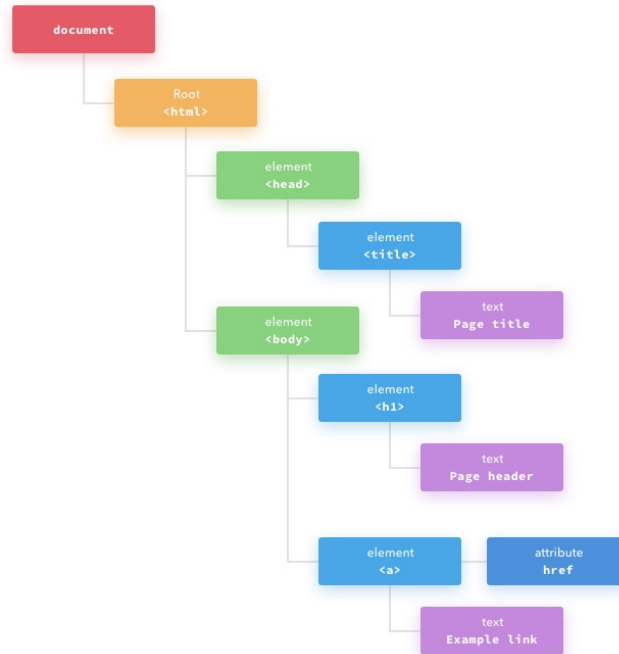 document
Root
<html>
element
<head>
element
<title>
text
Page title
element
<body>
element
<h1>
text
Page header
element
<a>
attribute
href
text
Example link